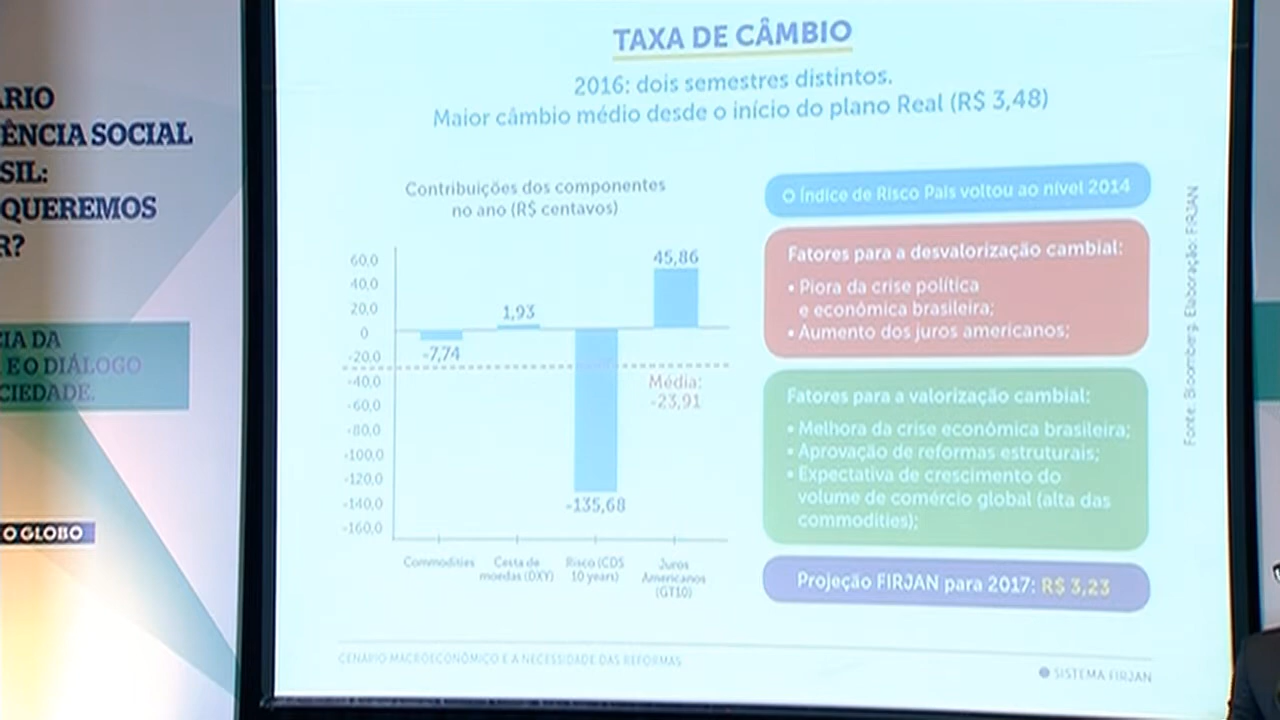 ÁRIO
ÊNCIA SOCIAL
SIL:
QUEREMOS
R?
CIA DA
E O DIÁLOGO
CIEDADE.
O GLOBO
TAXA DE CÂMBIO
2016: dois semestres distintos.
Maior câmbio médio desde o início do plano Real (R$ 3,48)
Contribuições dos componentes
no ano (R$ centavos)
60,0
40,0
20,0
0
-20,0
-40,0
-60,0
-80,0
-100,0
-120,0
-140,0
-160,0
-7,74
1,93
-135,68
45,86
Média:
-23,91
Commodities
Cesta de
moedas (DXY)
Risco (CDS
10 years)
Juros
Americanos
(GT10)
O Índice de Risco País voltou ao nível 2014
Fatores para a desvalorização cambial:
• Piora da crise política
e econômica brasileira;
• Aumento dos juros americanos;
Fatores para a valorização cambial:
• Melhora da crise econômica brasileira;
• Aprovação de reformas estruturais;
• Expectativa de crescimento do
volume de comércio global (alta das
commodities);
Projeção FIRJAN para 2017: R$ 3,23
Fonte: Bloomberg. Elaboração: FIRJAN
CENÁRIO MACROECONÔMICO E A NECESSIDADE DAS REFORMAS
SISTEMA FIRJAN